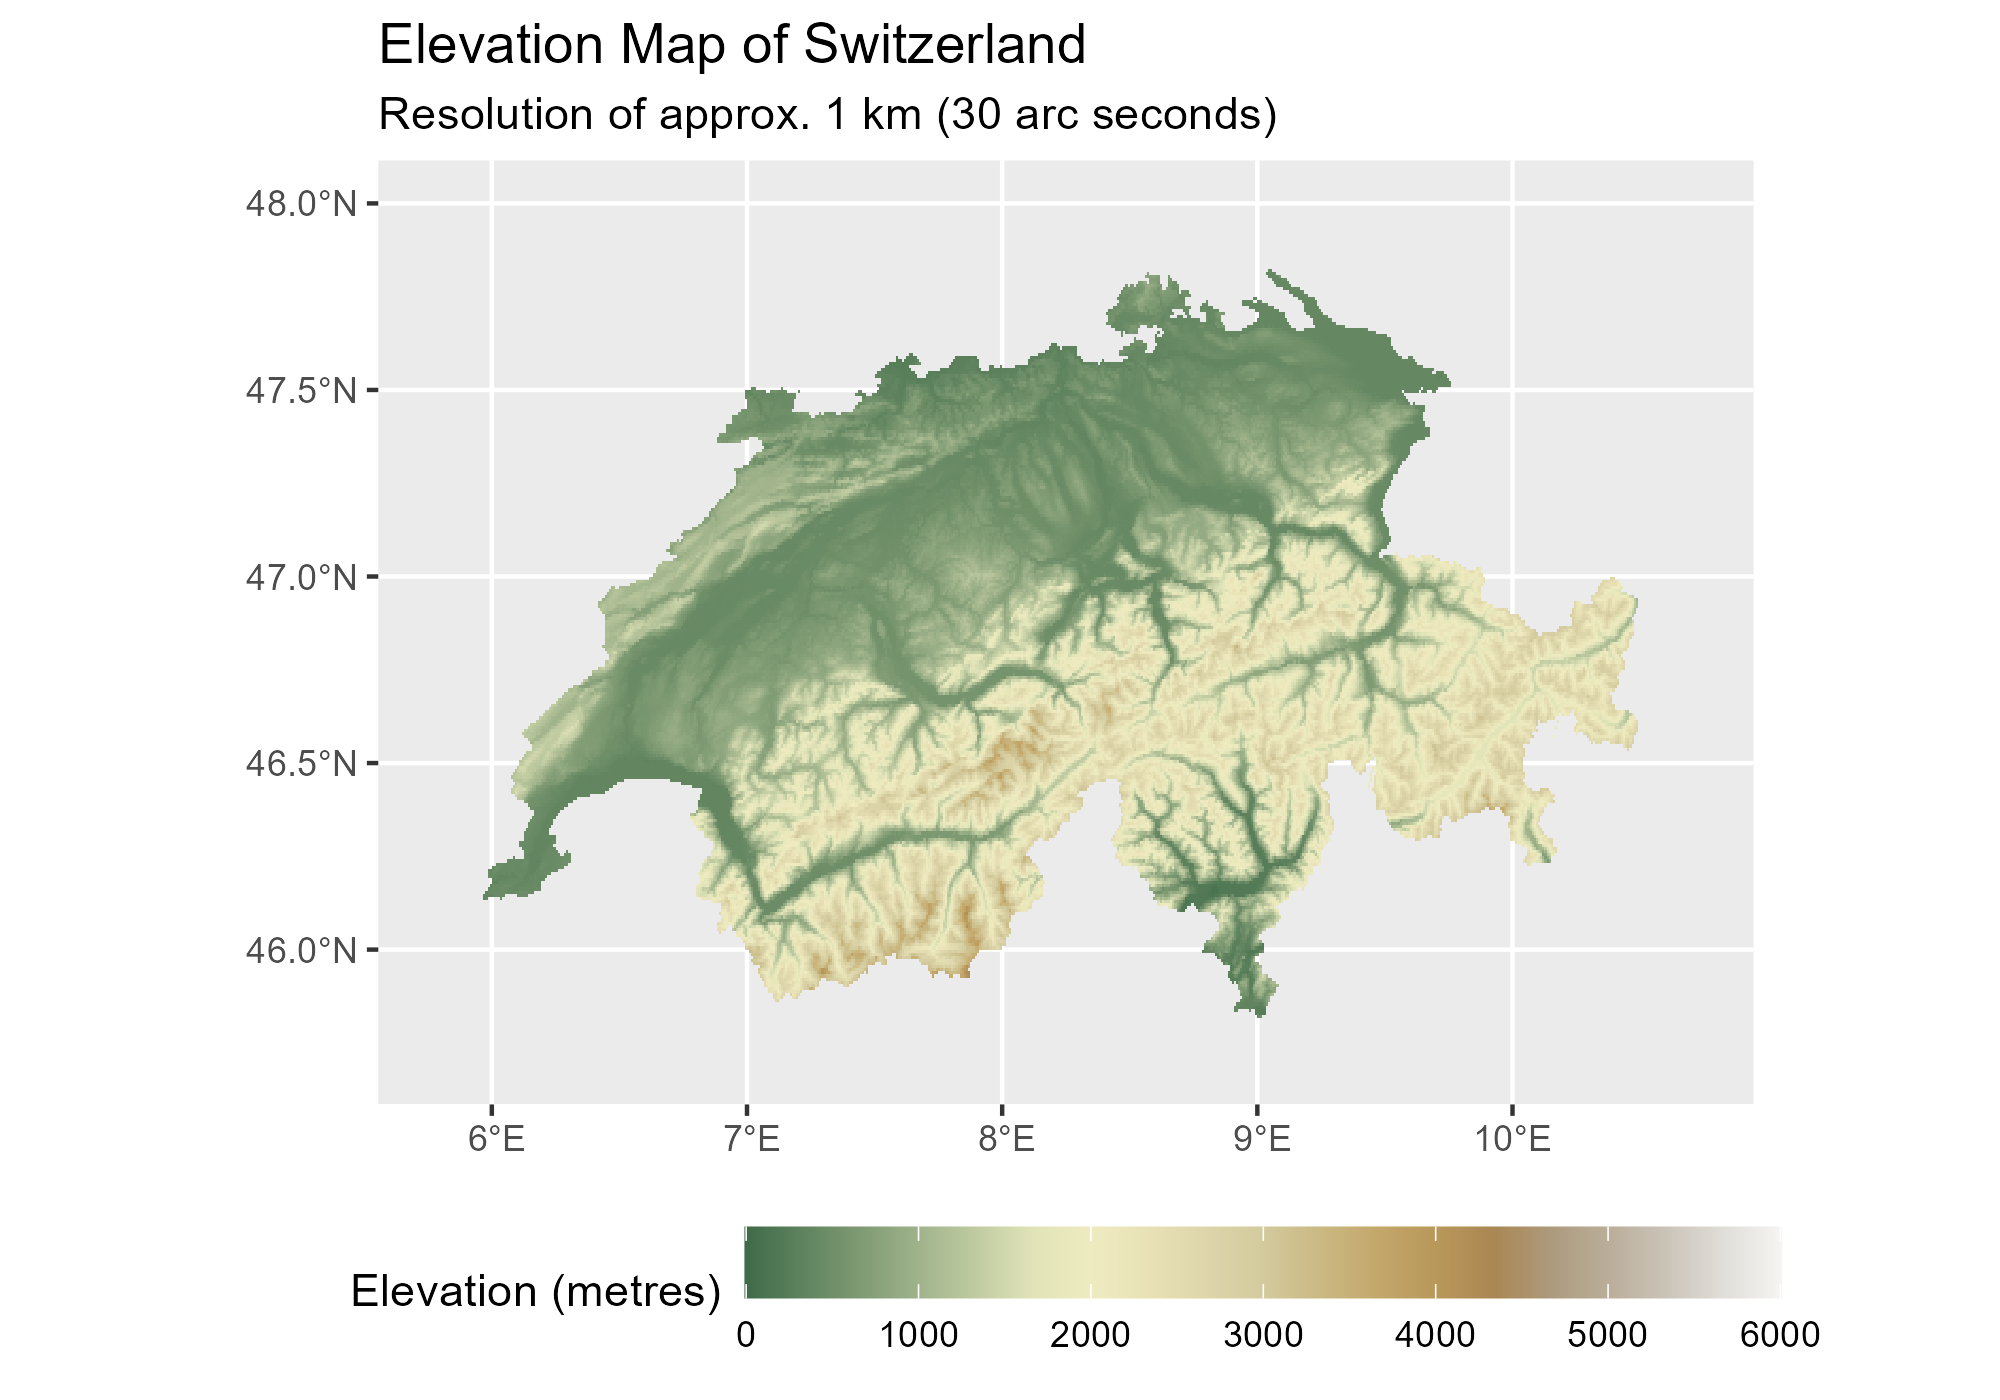 Elevation Map of Switzerland
Resolution of approx. 1 km (30 arc seconds)
48.0°N
47.5°N
47.0°N
46.5°N
46.0°N
6°E 7°E 8°E 9°E 10°E
Elevation (metres)
0 1000 2000 3000 4000 5000 6000